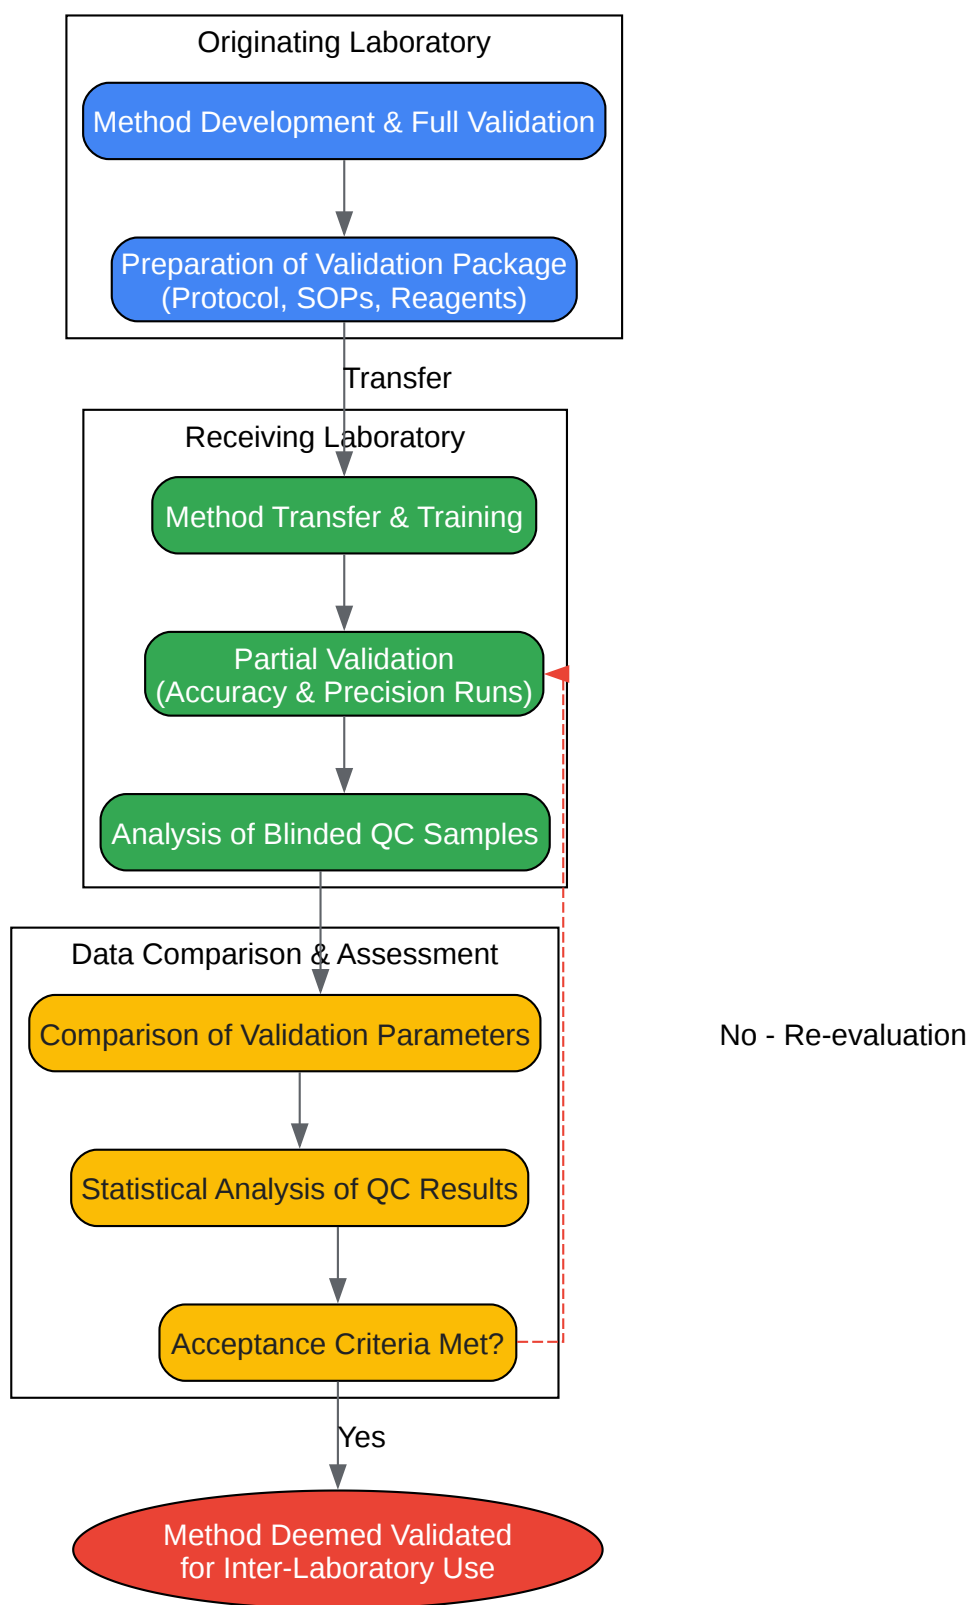 Originating Laboratory
Method Development & Full Validation
Preparation of Validation Package
(Protocol, SOPs, Reagents)
Transfer
Receiving Laboratory
Method Transfer & Training
Partial Validation
(Accuracy & Precision Runs)
Analysis of Blinded QC Samples
Data Comparison & Assessment
Comparison of Validation Parameters
No - Re-evaluation
Statistical Analysis of QC Results
Acceptance Criteria Met?
Yes
Method Deemed Validated
for Inter-Laboratory Use